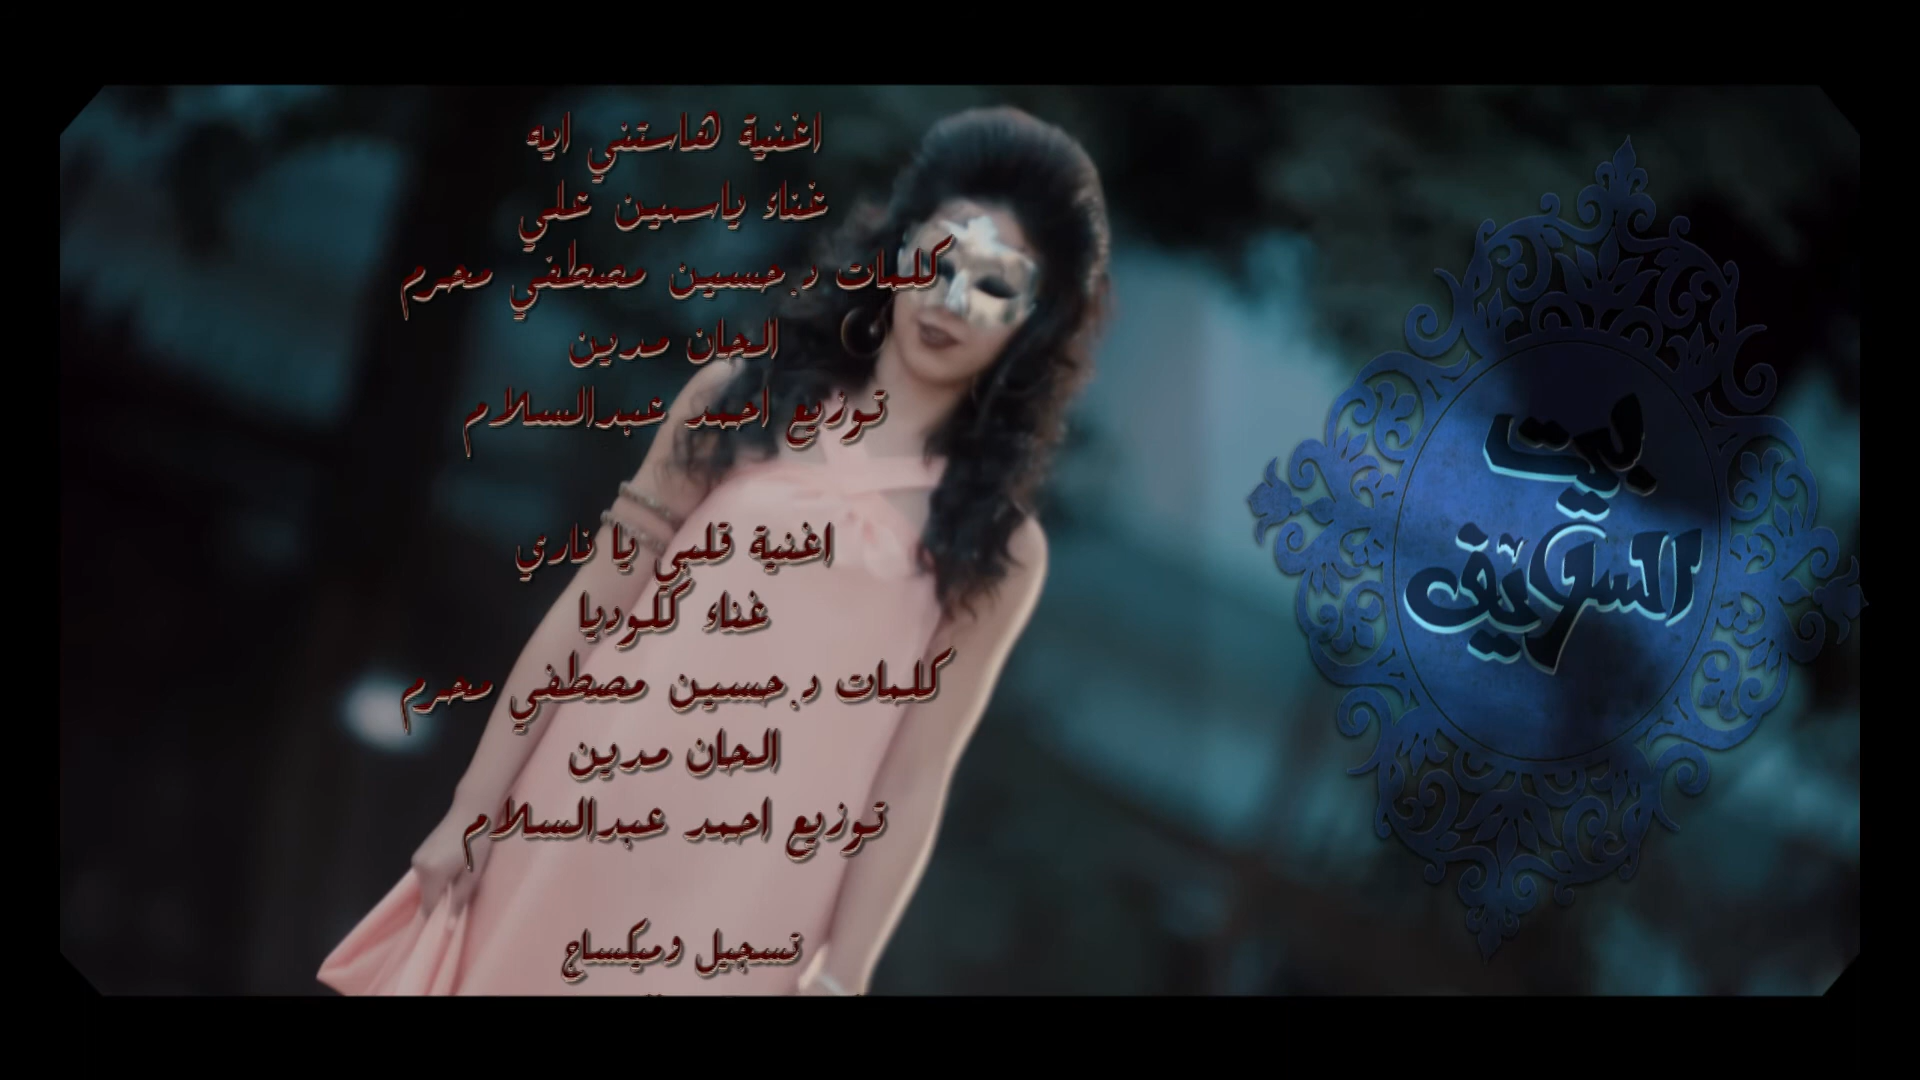 اغنية هاستني ايه
غناء ياسمين علي
كلمات د.حسين مصطفي محرم
الحان مدين
توزيع احمد عبدالسلام
اغنية قلبي يا ناري
غناء كلوديا
كلمات د.حسين مصطفي محرم
الحان مدين
توزيع احمد عبدالسلام
تسجيل وميكساج
بيت
السلايف